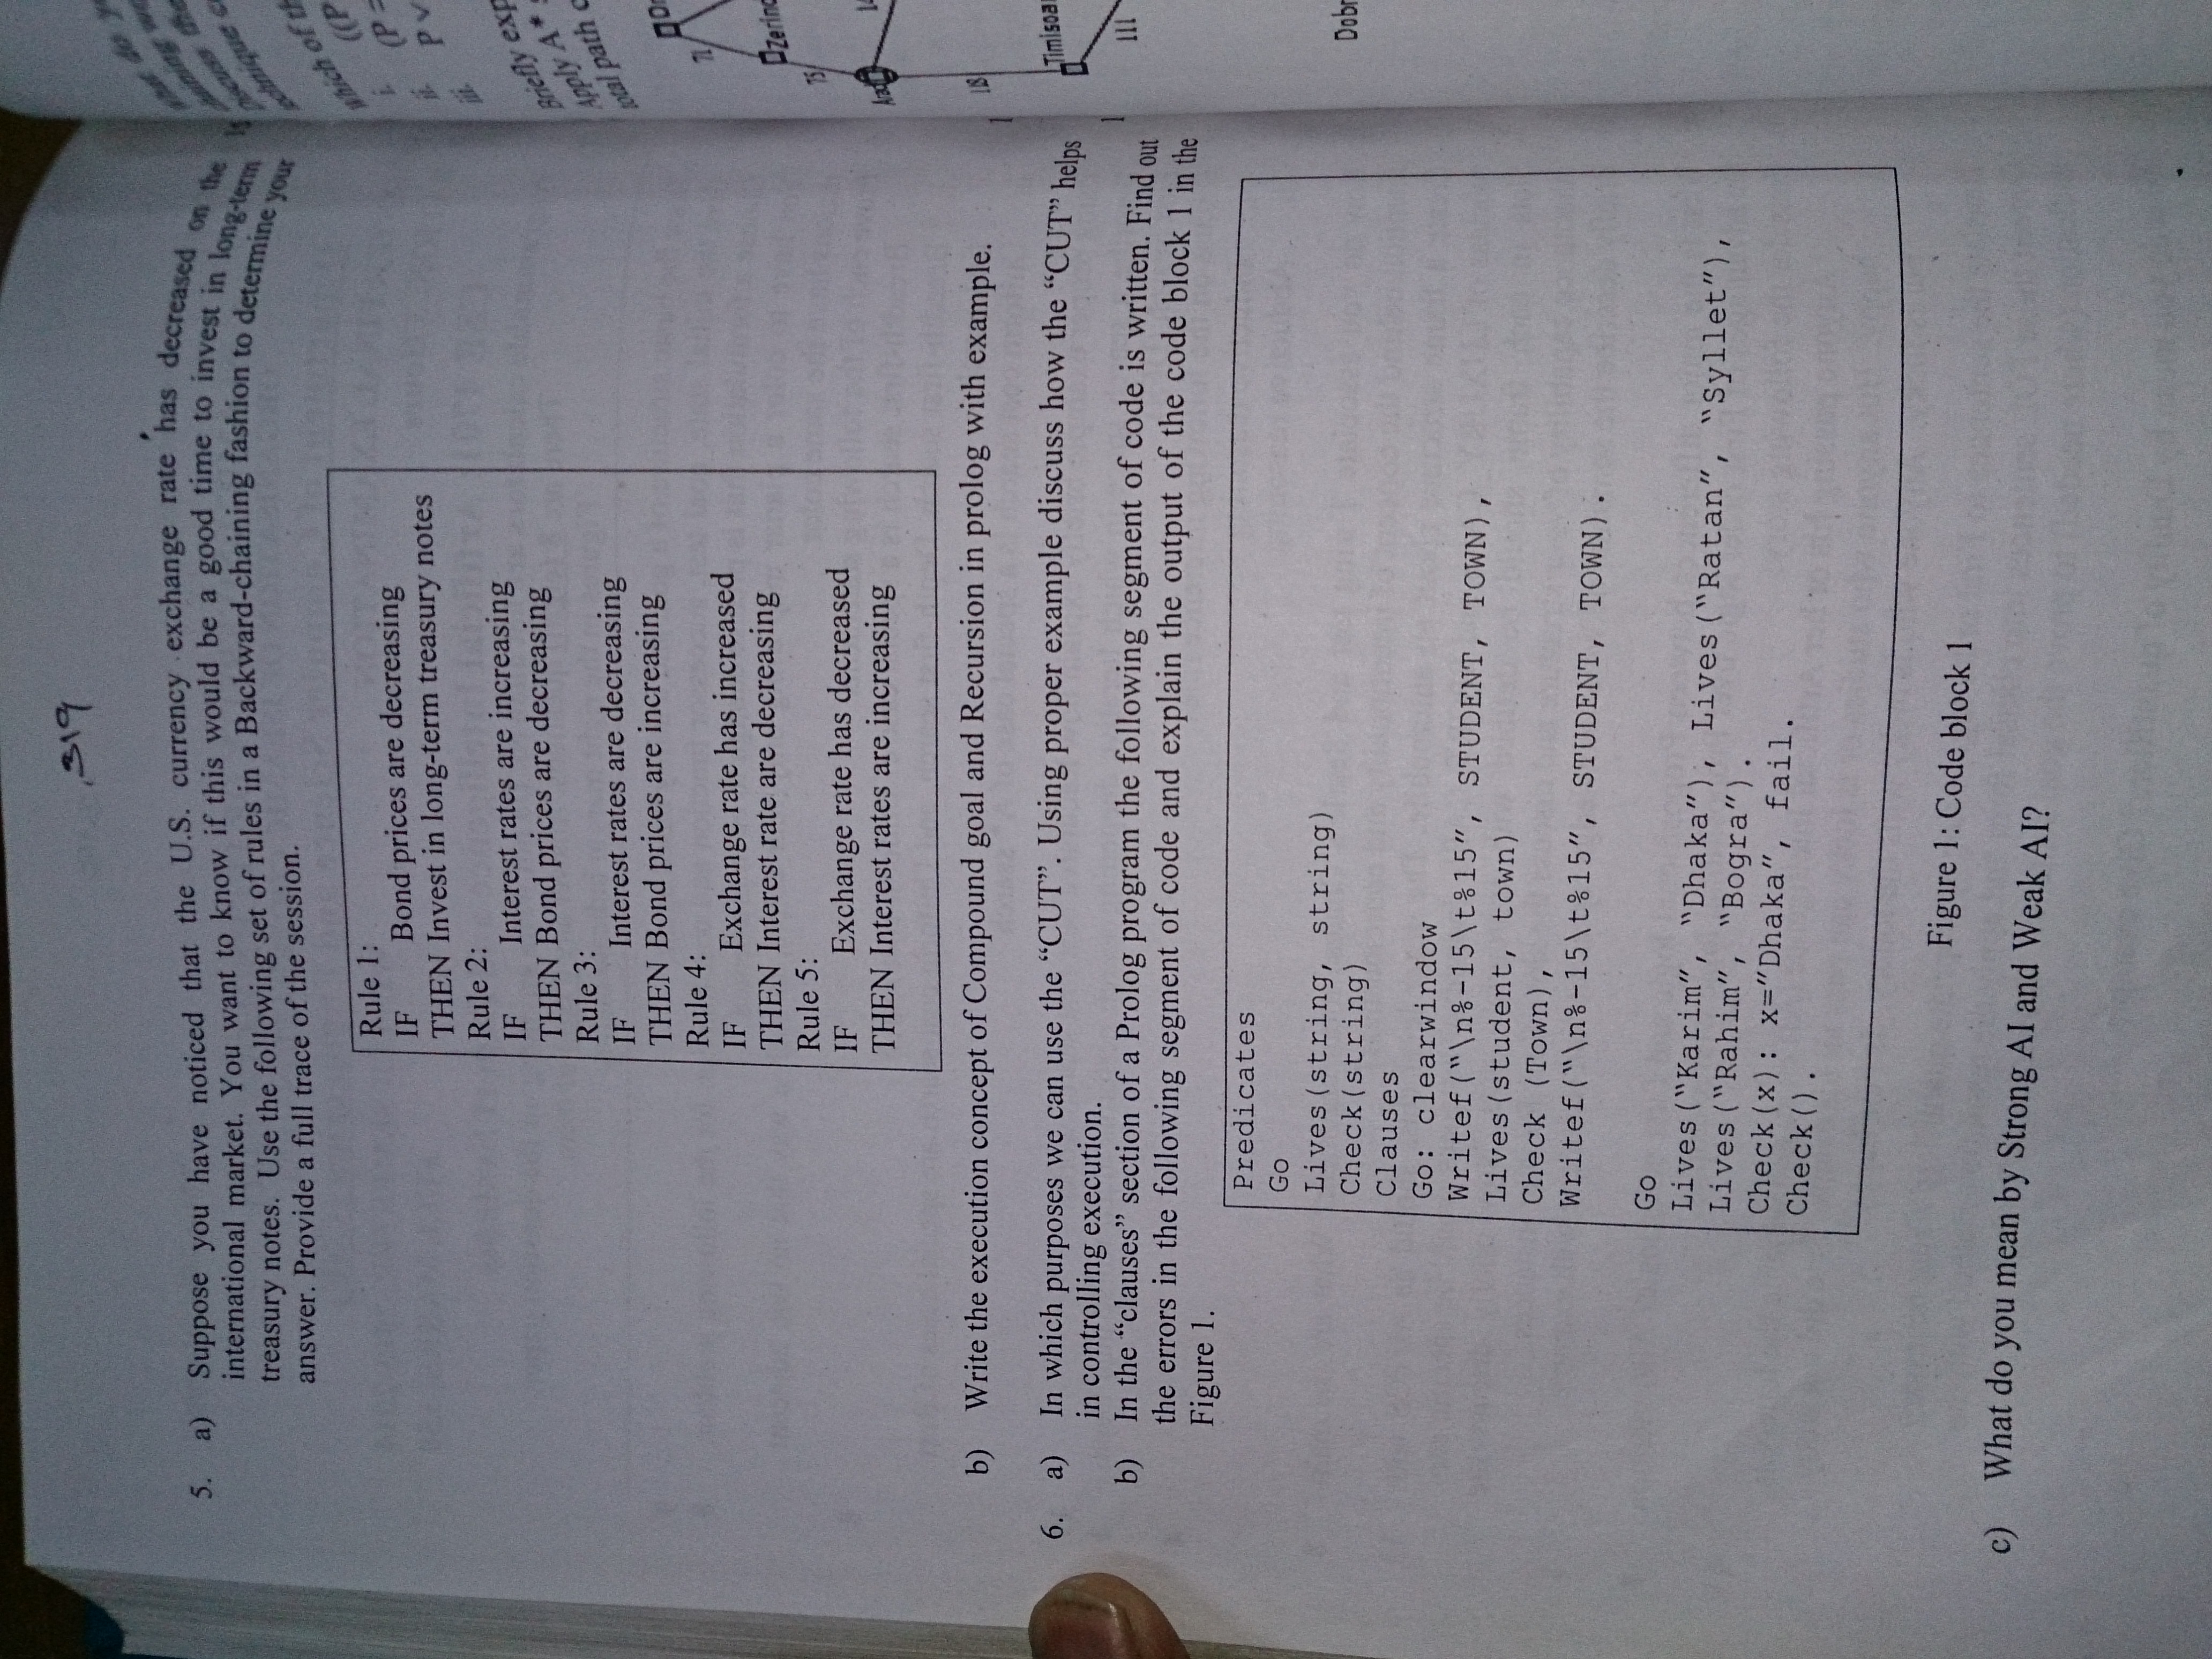 319
5. a) Suppose you have noticed that the U.S. currency exchange rate has decreased on the
international market. You want to know if this would be a good time to invest in long-term
treasury notes. Use the following set of rules in a Backward-chaining fashion to determine your
answer. Provide a full trace of the session.
Rule 1:
IF Bond prices are decreasing
THEN Invest in long-term treasury notes
Rule 2:
IF Interest rates are increasing
THEN Bond prices are decreasing
Rule 3:
IF Interest rates are decreasing
THEN Bond prices are increasing
Rule 4:
IF Exchange rate has increased
THEN Interest rate are decreasing
Rule 5:
IF Exchange rate has decreased
THEN Interest rates are increasing
b) Write the execution concept of Compound goal and Recursion in prolog with example.
6. a) In which purposes we can use the “CUT”. Using proper example discuss how the “CUT” helps
in controlling execution.
b) In the “clauses” section of a Prolog program the following segment of code is written. Find out
the errors in the following segment of code and explain the output of the code block 1 in the
Figure 1.
Predicates
Go
Lives(string, string)
Check(string)
Clauses
Go: clearwindow
Writef(“\n%-15\t%15”, STUDENT, TOWN),
Lives(student, town)
Check (Town),
Writef(“\n%-15\t%15”, STUDENT, TOWN).
Go
Lives(“Karim”, “Dhaka”), Lives(“Ratan”, “Syllet”),
Lives(“Rahim”, “Bogra”).
Check(x): x=”Dhaka”, fail.
Check().
Figure 1: Code block 1
c) What do you mean by Strong AI and Weak AI?
Which of
((P
i. (P
ii. P ∨
iii.
Briefly
Apply A*
total path
71
75
Arad
118
111